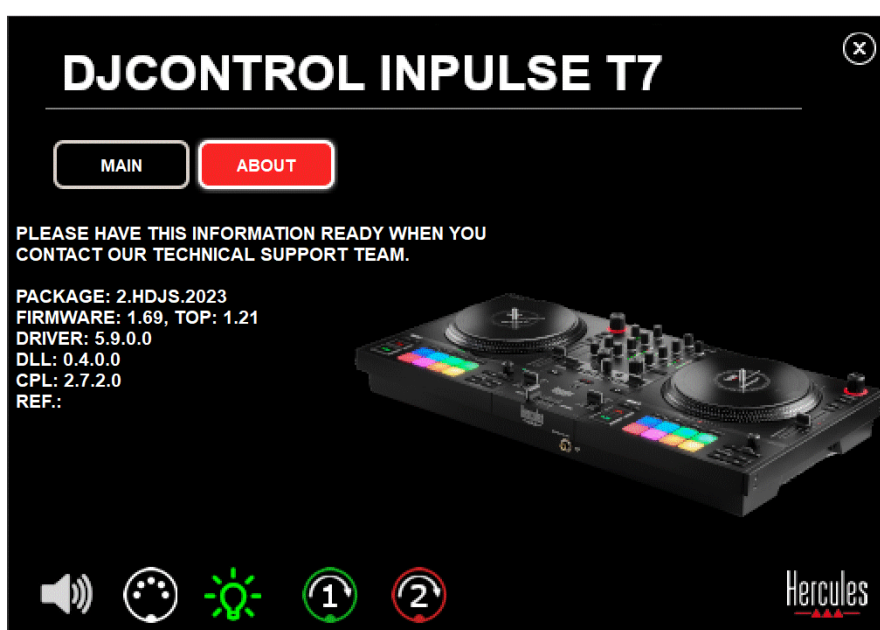 DJCONTROL INPULSE T7
X
MAIN
ABOUT
PLEASE HAVE THIS INFORMATION READY WHEN YOU
CONTACT OUR TECHNICAL SUPPORT TEAM.
PACKAGE: 2.HDJS.2023
FIRMWARE: 1.69, TOP: 1.21
DRIVER: 5.9.0.0
DLL: 0.4.0.0
CPL: 2.7.2.0
REF.:
1
2
Hercules